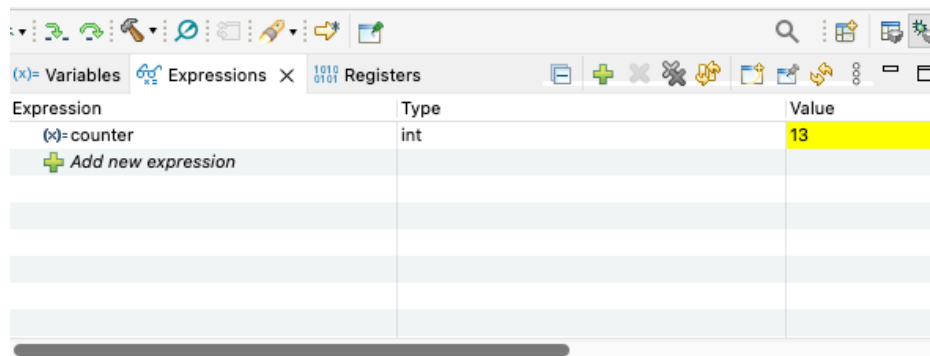 (x)= Variables Expressions 1010 0101 Registers
Expression Type Value
(x)= counter int 13
Add new expression